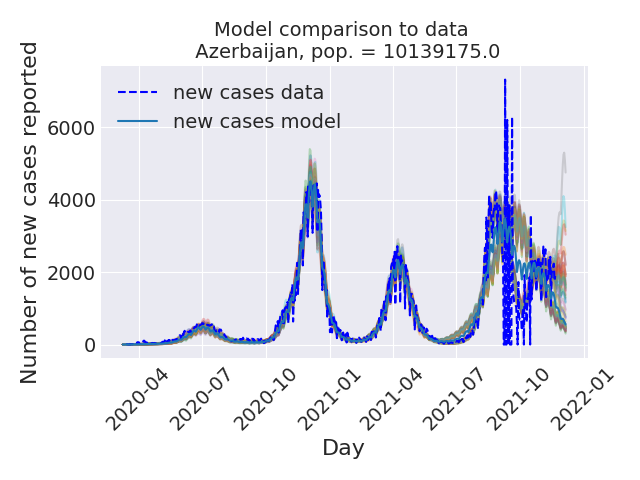 Model comparison to data
Azerbaijan, pop. = 10139175.0
new cases data
new cases model
Number of new cases reported
6000
4000
2000
0
2020-04
2020-07
2020-10
2021-01
2021-04
2021-07
2021-10
2022-01
Day